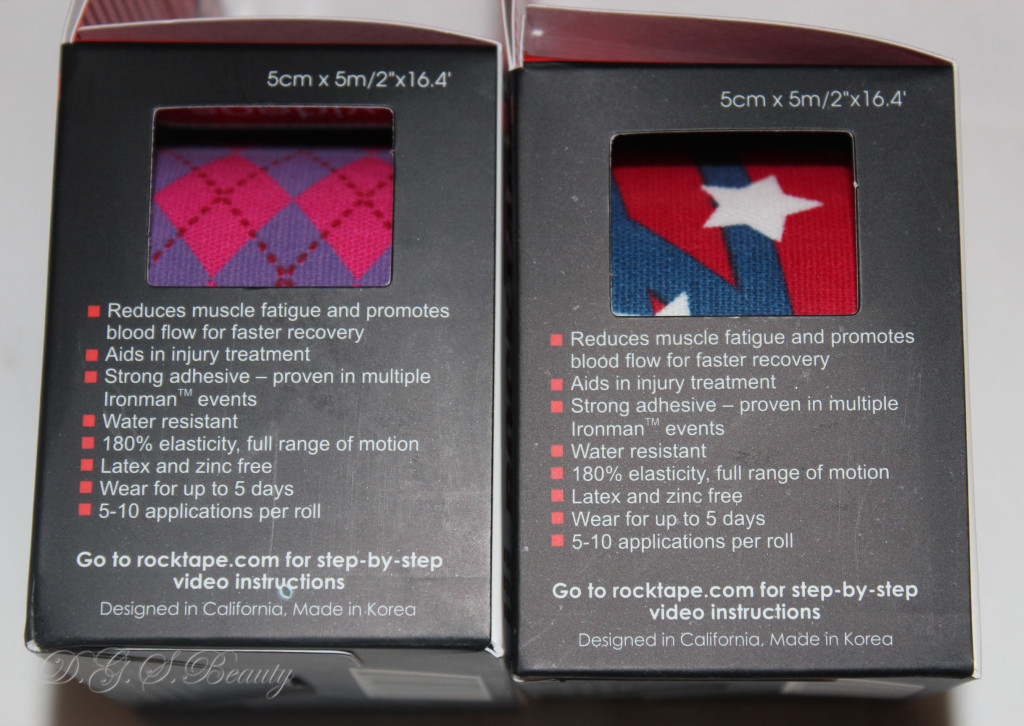 5cm x 5m/2"x16.4'
Reduces muscle fatigue and promotes
blood flow for faster recovery
Aids in injury treatment
Strong adhesive – proven in multiple
Ironman™ events
Water resistant
180% elasticity, full range of motion
Latex and zinc free
Wear for up to 5 days
5-10 applications per roll
Go to rocktape.com for step-by-step
video instructions
Designed in California, Made in Korea
5cm x 5m/2"x16.4'
Reduces muscle fatigue and promotes
blood flow for faster recovery
Aids in injury treatment
Strong adhesive – proven in multiple
Ironman™ events
Water resistant
180% elasticity, full range of motion
Latex and zinc free
Wear for up to 5 days
5-10 applications per roll
Go to rocktape.com for step-by-step
video instructions
Designed in California, Made in Korea
D.G.S.Beauty